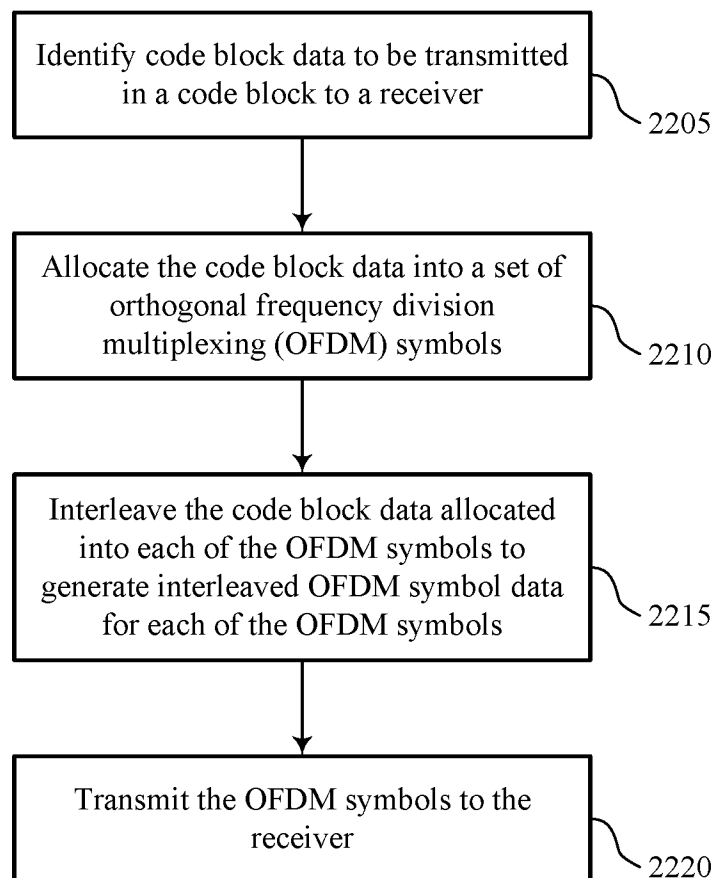 Identify code block data to be transmitted
in a code block to a receiver
2205
Allocate the code block data into a set of
orthogonal frequency division
multiplexing (OFDM) symbols
2210
Interleave the code block data allocated
into each of the OFDM symbols to
generate interleaved OFDM symbol data
for each of the OFDM symbols
2215
Transmit the OFDM symbols to the
receiver
2220